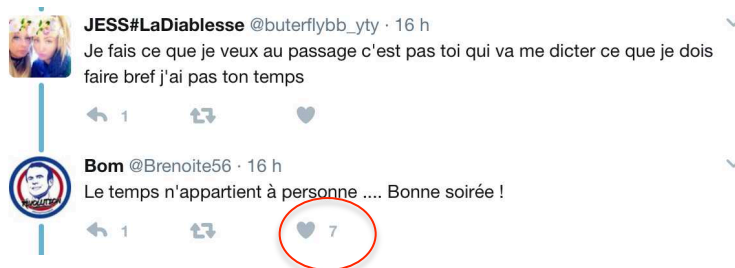 JESS#LaDiablesse @buterflybb_yty · 16 h
Je fais ce que je veux au passage c'est pas toi qui va me dicter ce que je dois
faire bref j'ai pas ton temps
1
Bom @Brenoite56 · 16 h
Le temps n'appartient à personne .... Bonne soirée !
1 7